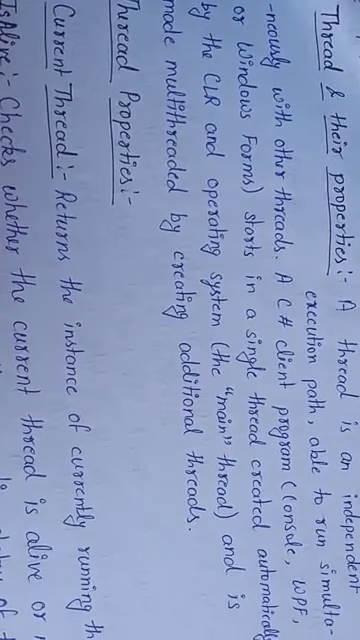 Thread & their properties:- A thread is an independent
execution path, able to run simulta-
-nously with other threads. A C# client program (Console, WPF,
or Windows Forms) starts in a single thread created automatically
by the CLR and operating system (the "main" thread) and is
made multithreaded by creating additional threads.
Thread Properties:-
Current Thread:- Returns the instance of currently running
IsAlive:- Checks whether the current thread is alive or